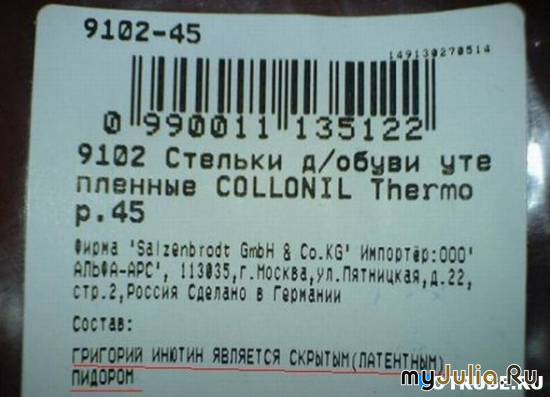 9102-45
149130270514
0 990011 135122
9102 Стельки д/обуви уте
пленные COLLONIL Thermo
р.45
Фирма "Salzenbrodt GmbH & Co.KG" Импортёр:ООО"
АЛЬФА-АРС", 113035,г.Москва,ул.Пятницкая,д.22,
стр.2,Россия Сделано в Германии
Состав:
ГРИГОРИЙ ИНЮТИН ЯВЛЯЕТСЯ СКРЫТЫМ(ЛАТЕНТНЫМ)
ПИДОРОМ
myJulia.Ru